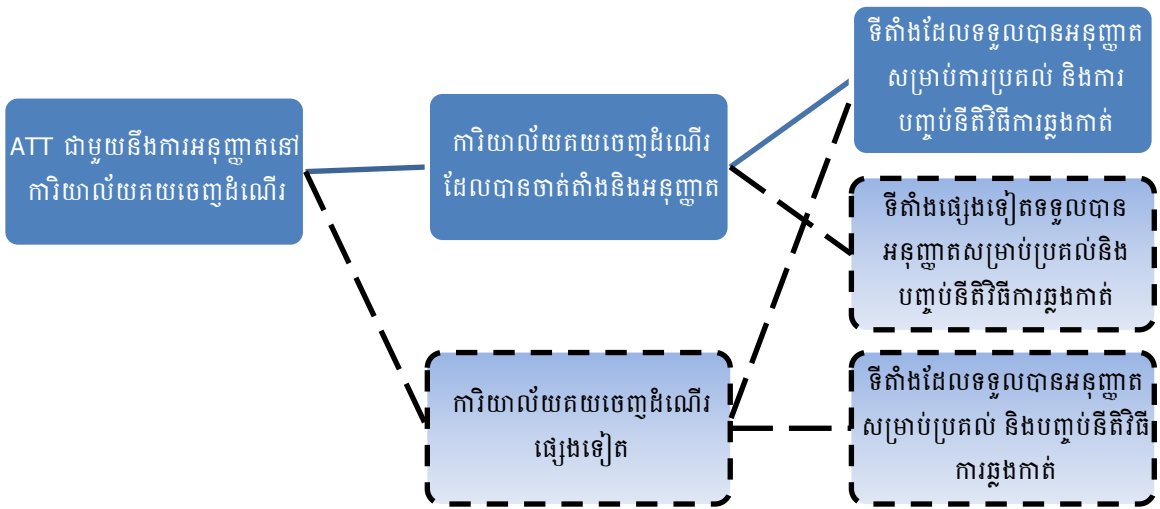 ATT ជាមួយនឹងការអនុញ្ញាតនៅ
ការិយាល័យគយចេញដំណើរ
ការិយាល័យគយចេញដំណើរ
ដែលបានចាត់តាំងនិងអនុញ្ញាត
ការិយាល័យគយចេញដំណើរ
ផ្សេងទៀត
ទីតាំងដែលទទួលបានអនុញ្ញាត
សម្រាប់ការប្រគល់ និងការ
បញ្ចប់នីតិវិធីការឆ្លងកាត់
ទីតាំងផ្សេងទៀតទទួលបាន
អនុញ្ញាតសម្រាប់ប្រគល់និង
បញ្ចប់នីតិវិធីការឆ្លងកាត់
ទីតាំងដែលទទួលបានអនុញ្ញាត
សម្រាប់ប្រគល់ និងបញ្ចប់នីតិវិធី
ការឆ្លងកាត់